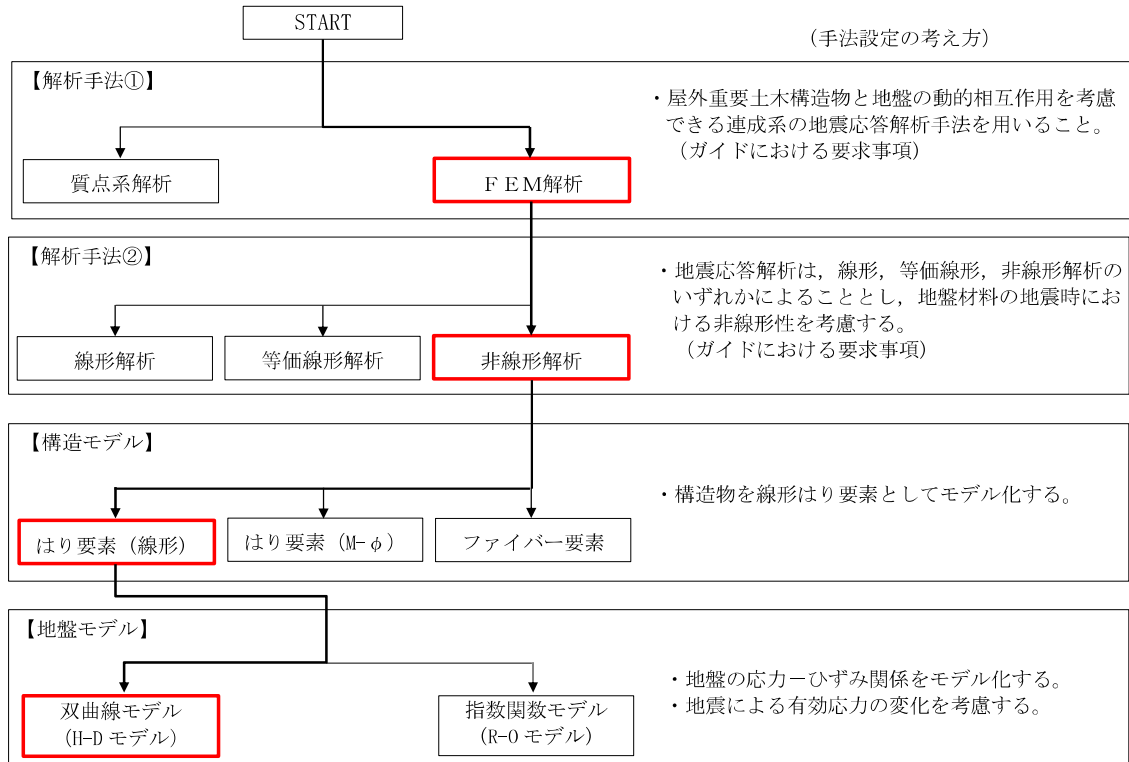 START
(手法設定の考え方)
【解析手法①】
・屋外重要土木構造物と地盤の動的相互作用を考慮
できる連成系の地震応答解析手法を用いること。
(ガイドにおける要求事項)
質点系解析
FEM解析
【解析手法②】
・地震応答解析は,線形,等価線形,非線形解析の
いずれかによることとし,地盤材料の地震時にお
ける非線形性を考慮する。
(ガイドにおける要求事項)
線形解析
等価線形解析
非線形解析
【構造モデル】
・構造物を線形はり要素としてモデル化する。
はり要素(線形)
はり要素(M-φ)
ファイバー要素
【地盤モデル】
・地盤の応力-ひずみ関係をモデル化する。
・地震による有効応力の変化を考慮する。
双曲線モデル
(H-Dモデル)
指数関数モデル
(R-Oモデル)